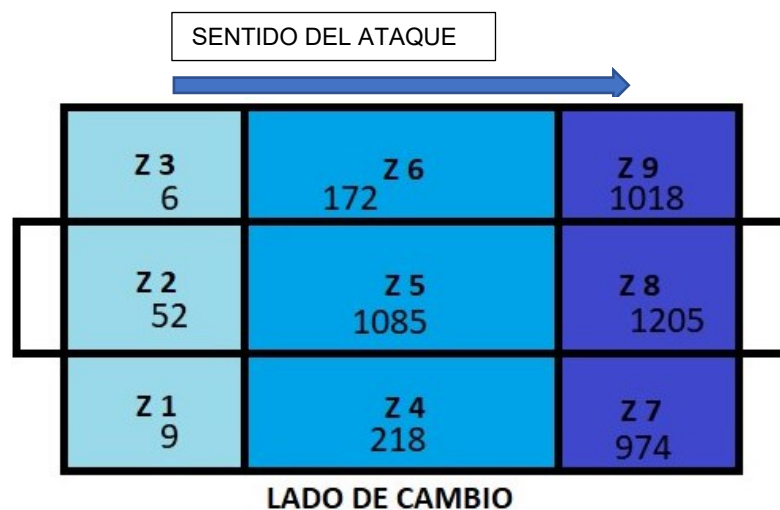 SENTIDO DEL ATAQUE
Z 3
6
Z 6
172
Z 9
1018
Z 2
52
Z 5
1085
Z 8
1205
Z 1
9
Z 4
218
Z 7
974
LADO DE CAMBIO